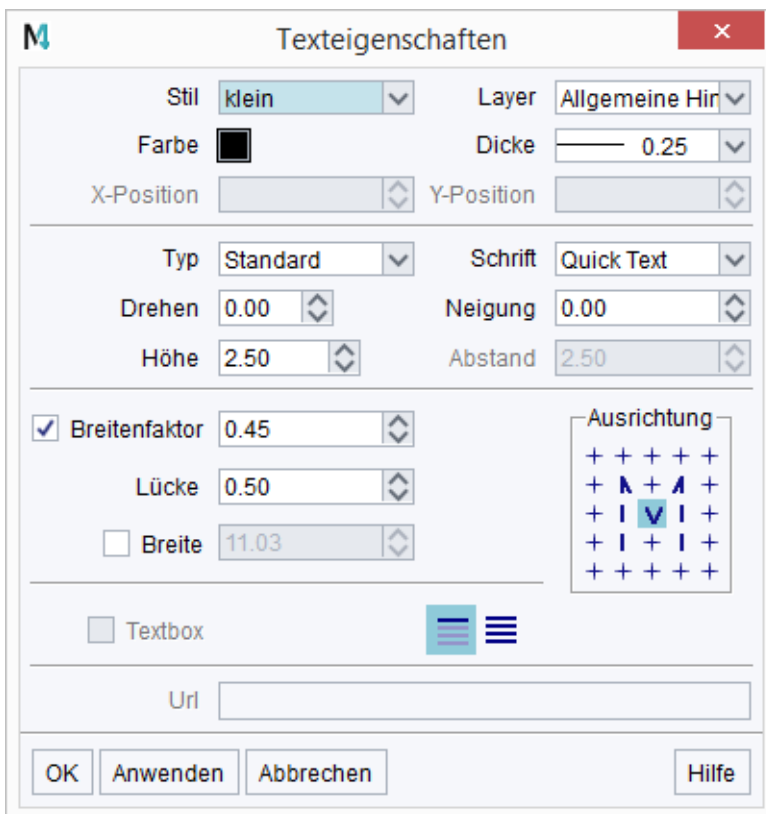 Texteigenschaften
Stil klein Layer Allgemeine Hin
Farbe Dicke 0.25
X-Position Y-Position
Typ Standard Schrift Quick Text
Drehen 0.00 Neigung 0.00
Höhe 2.50 Abstand 2.50
Breitenfaktor 0.45 Ausrichtung
Lücke 0.50
Breite 11.03
Textbox
Url
OK Anwenden Abbrechen Hilfe